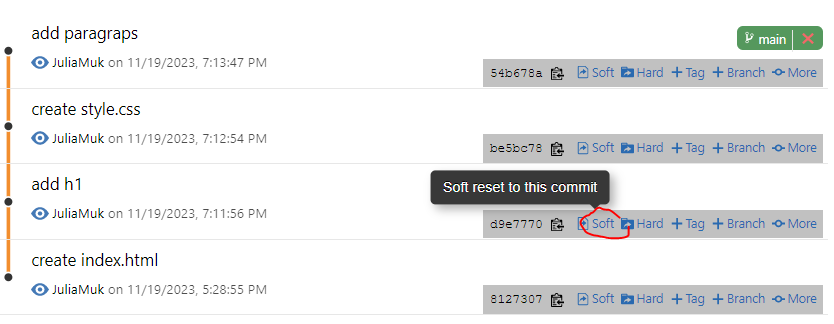 add paragraps
main
JuliaMuk on 11/19/2023, 7:13:47 PM
54b678a Soft Hard Tag Branch More
create style.css
JuliaMuk on 11/19/2023, 7:12:54 PM
be5bc78 Soft Hard Tag Branch More
add h1
Soft reset to this commit
JuliaMuk on 11/19/2023, 7:11:56 PM
d9e7770 Soft Hard Tag Branch More
create index.html
JuliaMuk on 11/19/2023, 5:28:55 PM
8127307 Soft Hard Tag Branch More